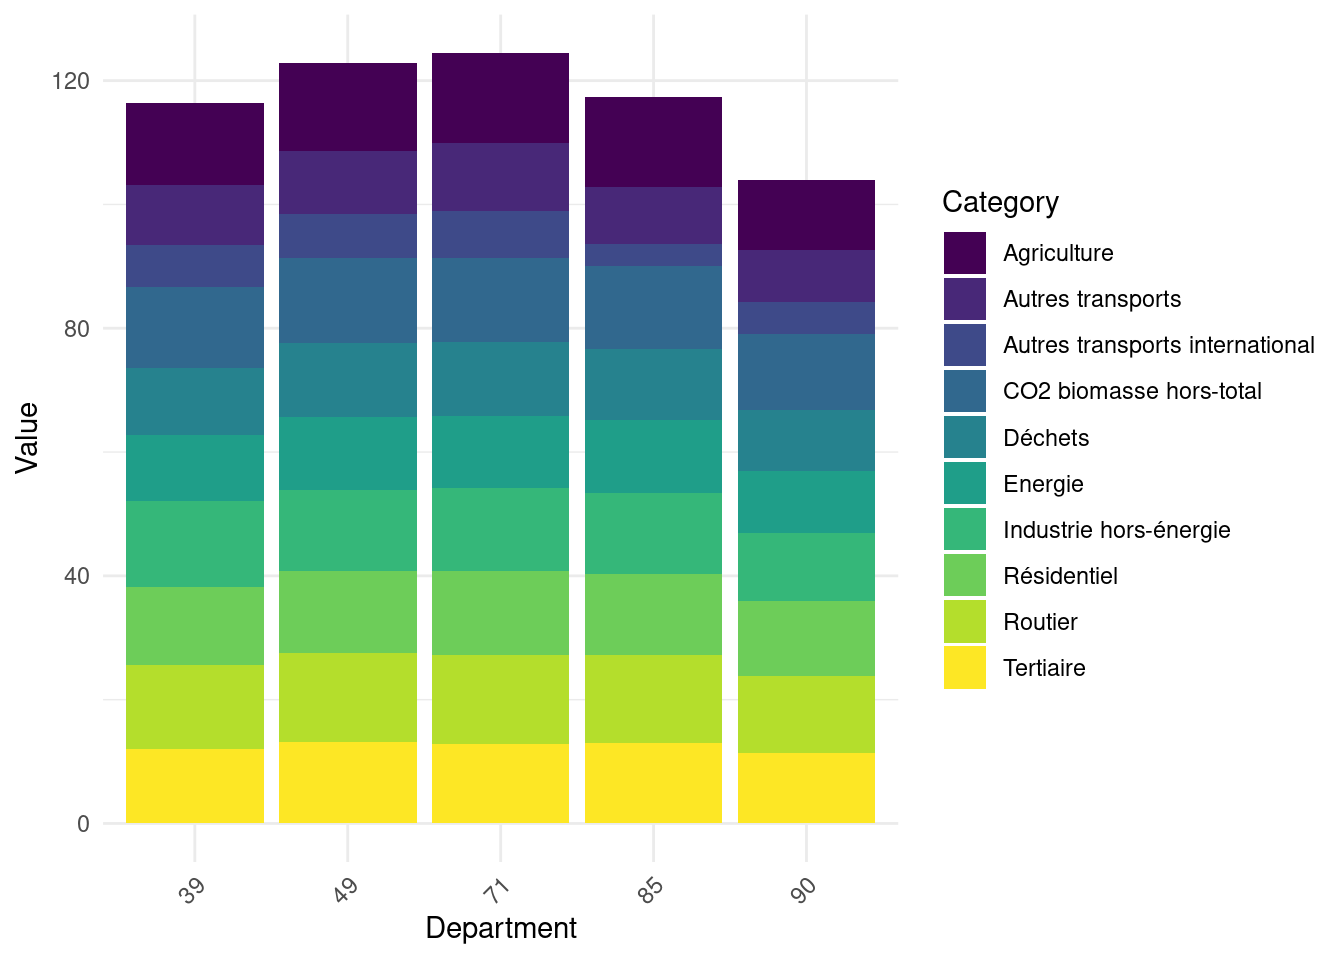 120
80
40
0
Value
39
49
71
85
90
Department
Category
Agriculture
Autres transports
Autres transports international
CO2 biomasse hors-total
Déchets
Energie
Industrie hors-énergie
Résidentiel
Routier
Tertiaire